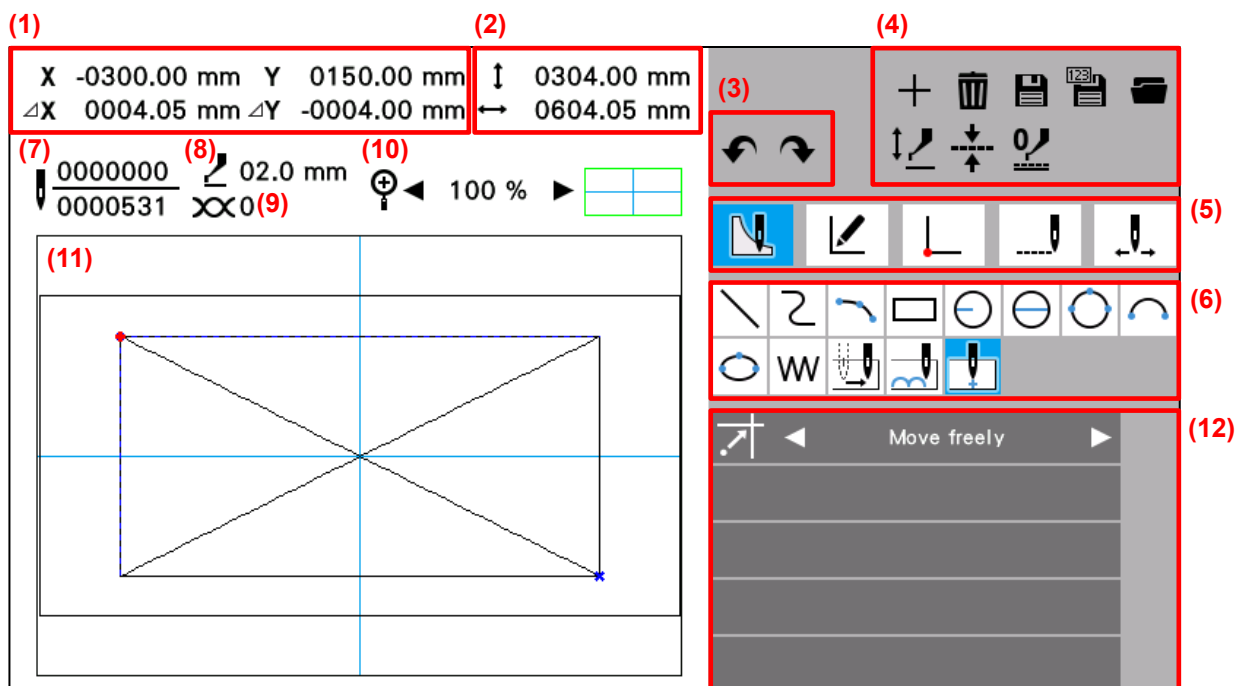 (1) (2) (4)
X -0300.00 mm Y 0150.00 mm 0304.00 mm
⊿X 0004.05 mm ⊿Y -0004.00 mm 0604.05 mm
(3)
123
0
(7) (8) (10)
0000000 02.0 mm
0000531 0 (9)
100 %
(5)
(11)
(6)
(12)
Move freely